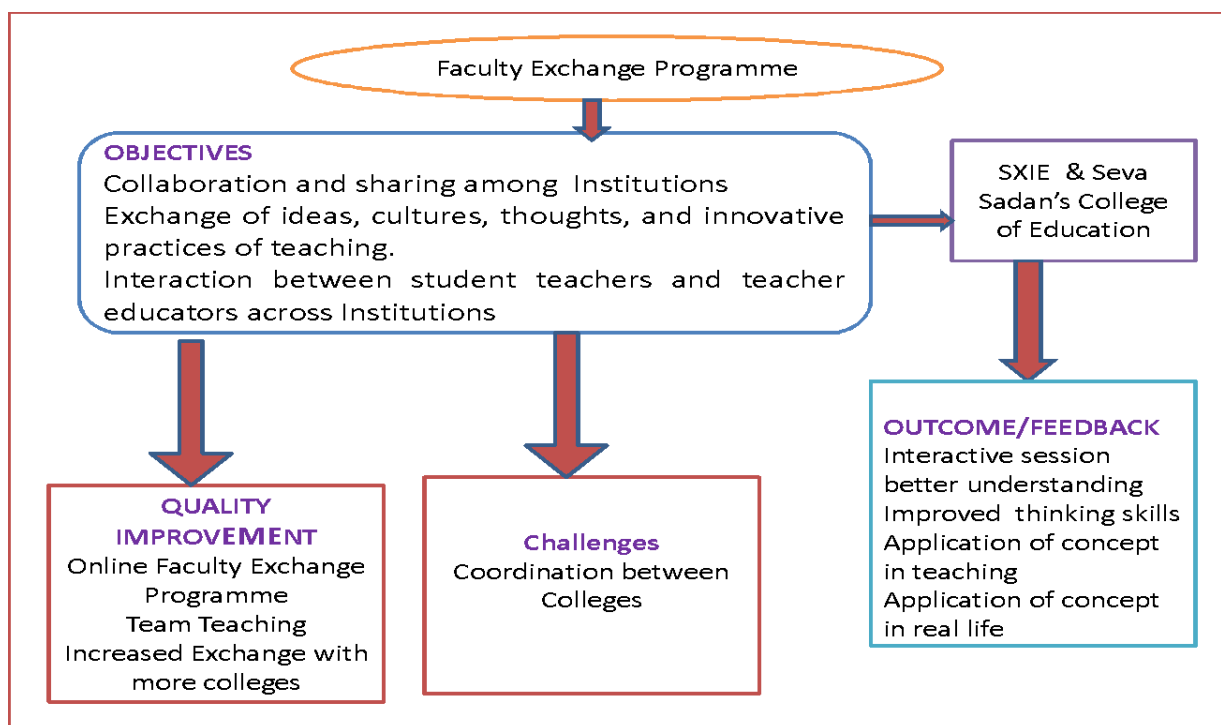 Faculty Exchange Programme
OBJECTIVES
Collaboration and sharing among Institutions
Exchange of ideas, cultures, thoughts, and innovative
practices of teaching.
Interaction between student teachers and teacher
educators across Institutions
SXIE & Seva
Sadan's College
of Education
QUALITY
IMPROVEMENT
Online Faculty Exchange
Programme
Team Teaching
Increased Exchange with
more colleges
Challenges
Coordination between
Colleges
OUTCOME/FEEDBACK
Interactive session
better understanding
Improved thinking skills
Application of concept
in teaching
Application of concept
in real life